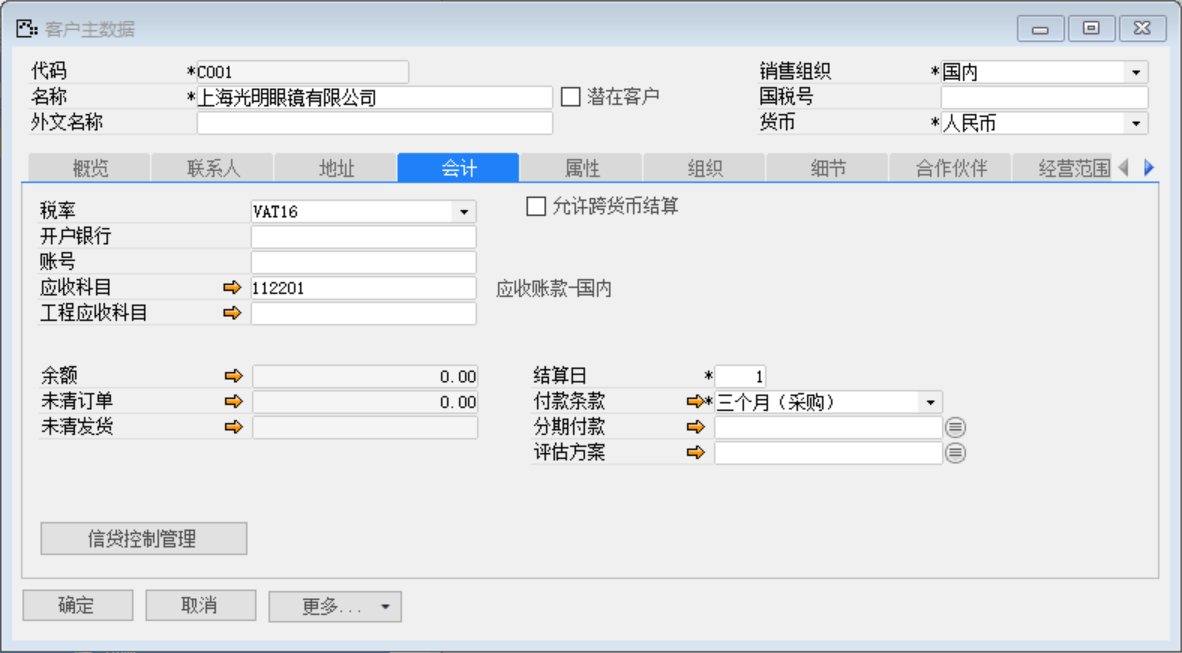 客户主数据
代码 *C001 销售组织 *国内
名称 *上海光明眼镜有限公司 潜在客户 国税号
外文名称 货币 *人民币
概览 联系人 地址 会计 属性 组织 细节 合作伙伴 经营范围
税率 VAT16 允许跨货币结算
开户银行
账号
应收科目 112201 应收账款-国内
工程应收科目
余额 0.00 结算日 * 1
未清订单 0.00 付款条款 *三个月（采购）
未清发货 分期付款
评估方案
信贷控制管理
确定 取消 更多...